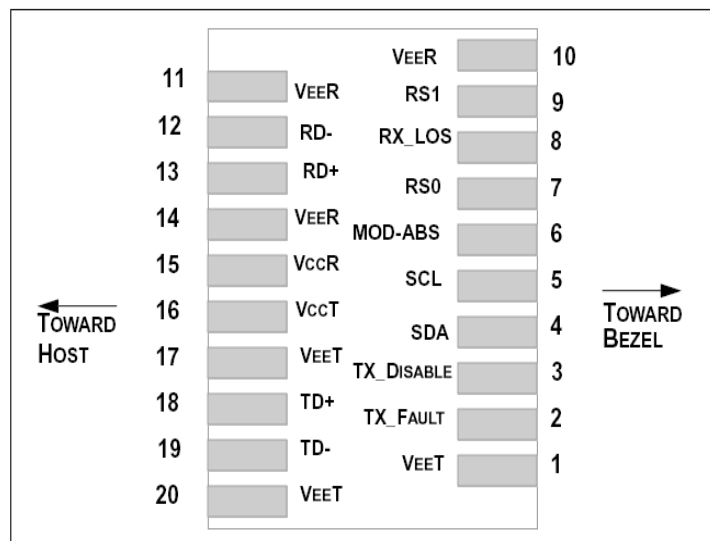 VEER 10
11 VEER
RS1 9
12 RD-
RX_LOS 8
13 RD+
RS0 7
14 VEER
MOD-ABS 6
15 VCCR
SCL 5
16 VCCT
TOWARD HOST
TOWARD BEZEL
SDA 4
17 VEET
TX_DISABLE 3
18 TD+
TX_FAULT 2
19 TD-
VEET 1
20 VEET